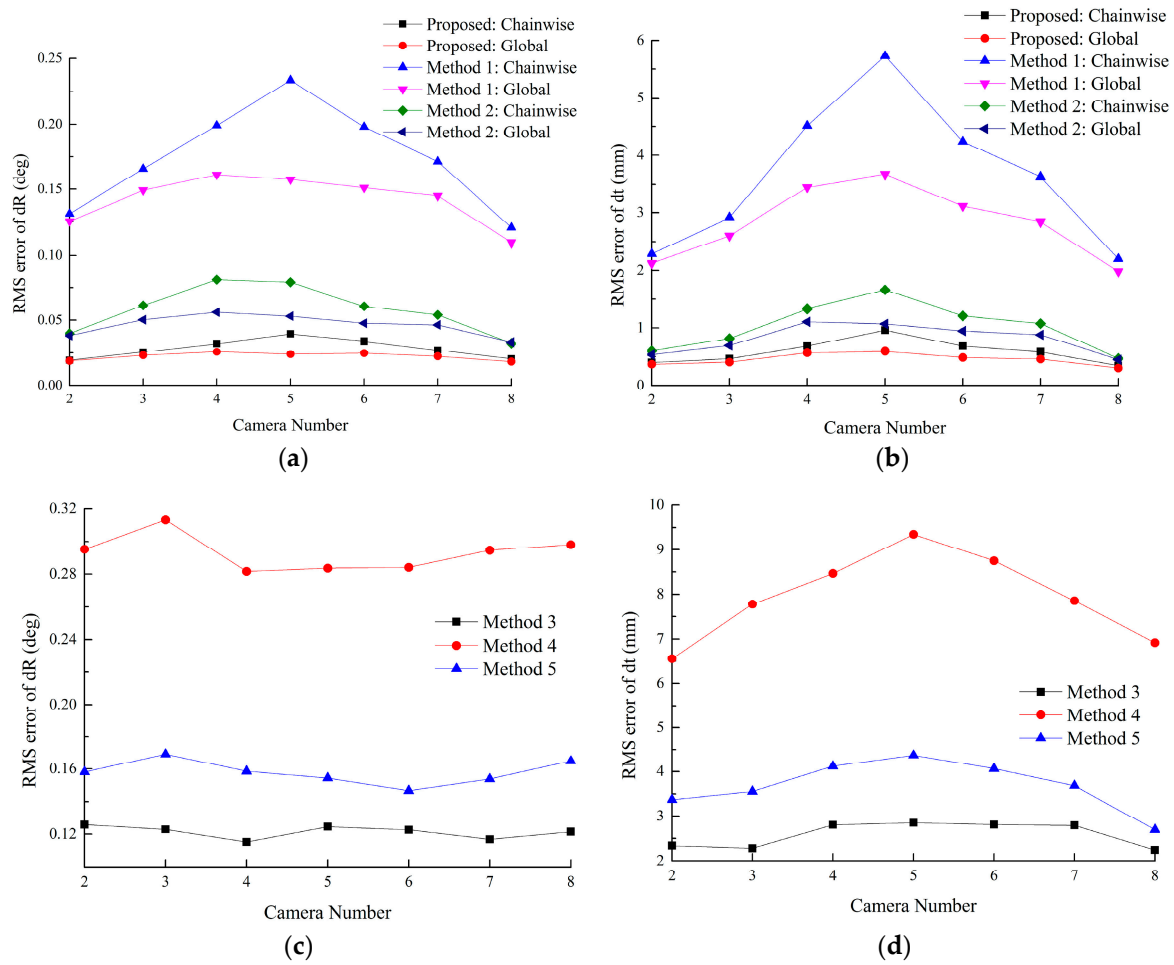 Proposed: Chainwise
Proposed: Global
Method 1: Chainwise
Method 1: Global
Method 2: Chainwise
Method 2: Global
0.25
0.20
0.15
0.10
0.05
0.00
RMS error of dR (deg)
2 3 4 5 6 7 8
Camera Number
(a)
Proposed: Chainwise
Proposed: Global
Method 1: Chainwise
Method 1: Global
Method 2: Chainwise
Method 2: Global
6
5
4
3
2
1
0
RMS error of dt (mm)
2 3 4 5 6 7 8
Camera Number
(b)
0.32
0.28
0.24
0.20
0.16
0.12
RMS error of dR (deg)
Method 3
Method 4
Method 5
2 3 4 5 6 7 8
Camera Number
(c)
10
9
8
7
6
5
4
3
2
RMS error of dt (mm)
Method 3
Method 4
Method 5
2 3 4 5 6 7 8
Camera Number
(d)